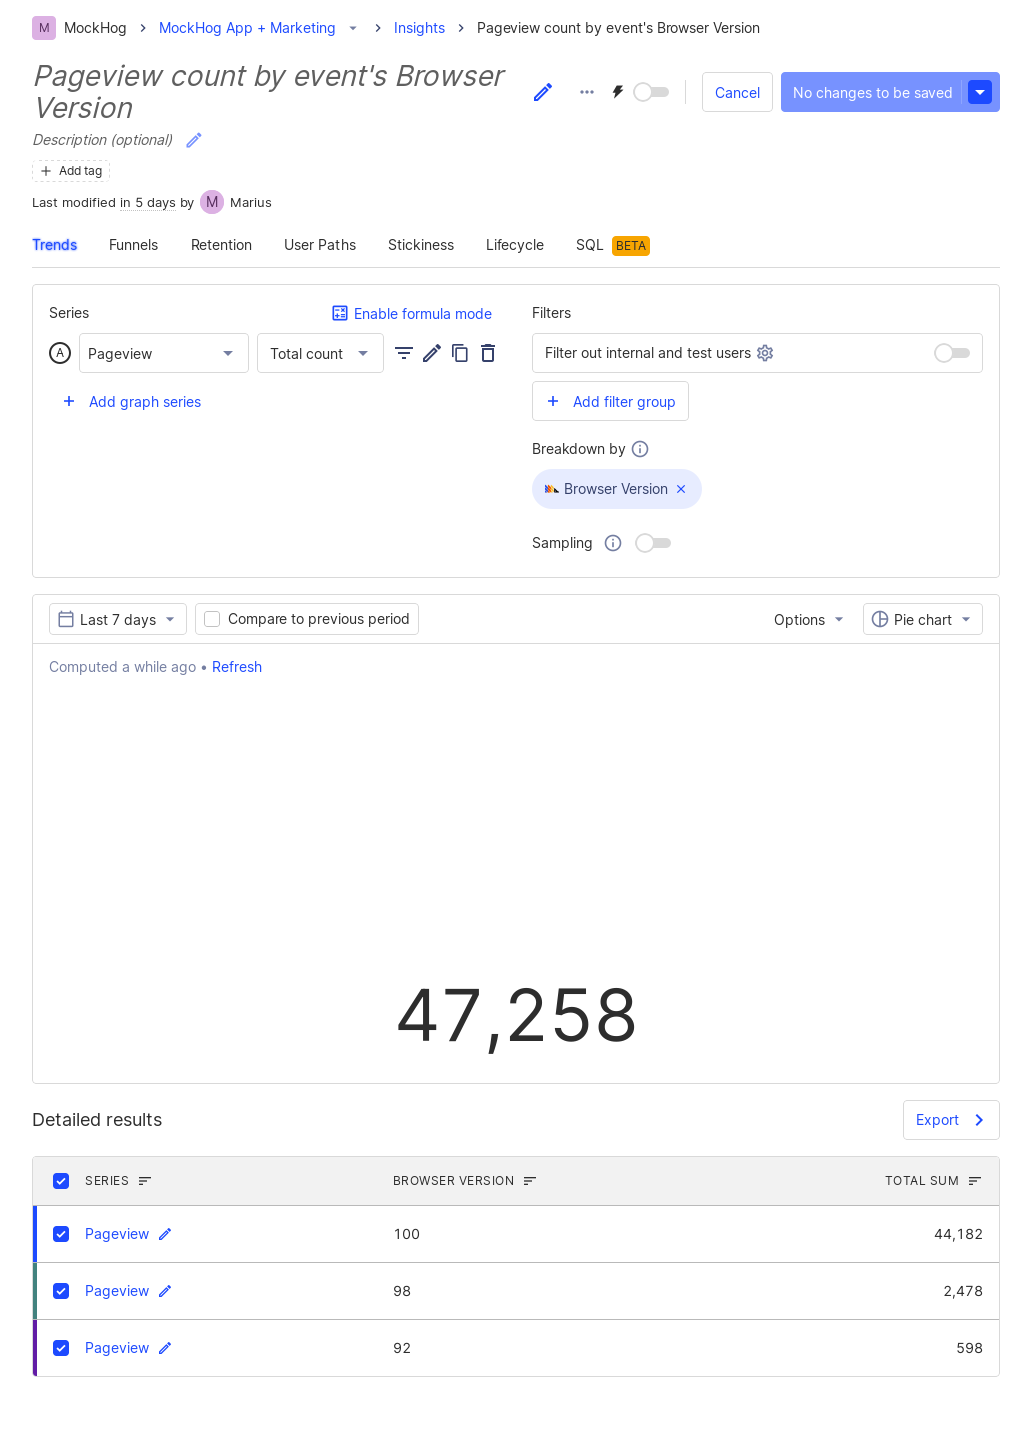 M MockHog MockHog App + Marketing Insights Pageview count by event's Browser Version
Pageview count by event's Browser
Version
Cancel No changes to be saved
Description (optional)
Add tag
Last modified in 5 days by M Marius
Trends Funnels Retention User Paths Stickiness Lifecycle SQL BETA
Series Enable formula mode
A Pageview Total count
Add graph series
Filters
Filter out internal and test users
Add filter group
Breakdown by
Browser Version
Sampling
Last 7 days Compare to previous period Options Pie chart
Computed a while ago • Refresh
47,258
Detailed results Export
SERIES BROWSER VERSION TOTAL SUM
Pageview 100 44,182
Pageview 98 2,478
Pageview 92 598